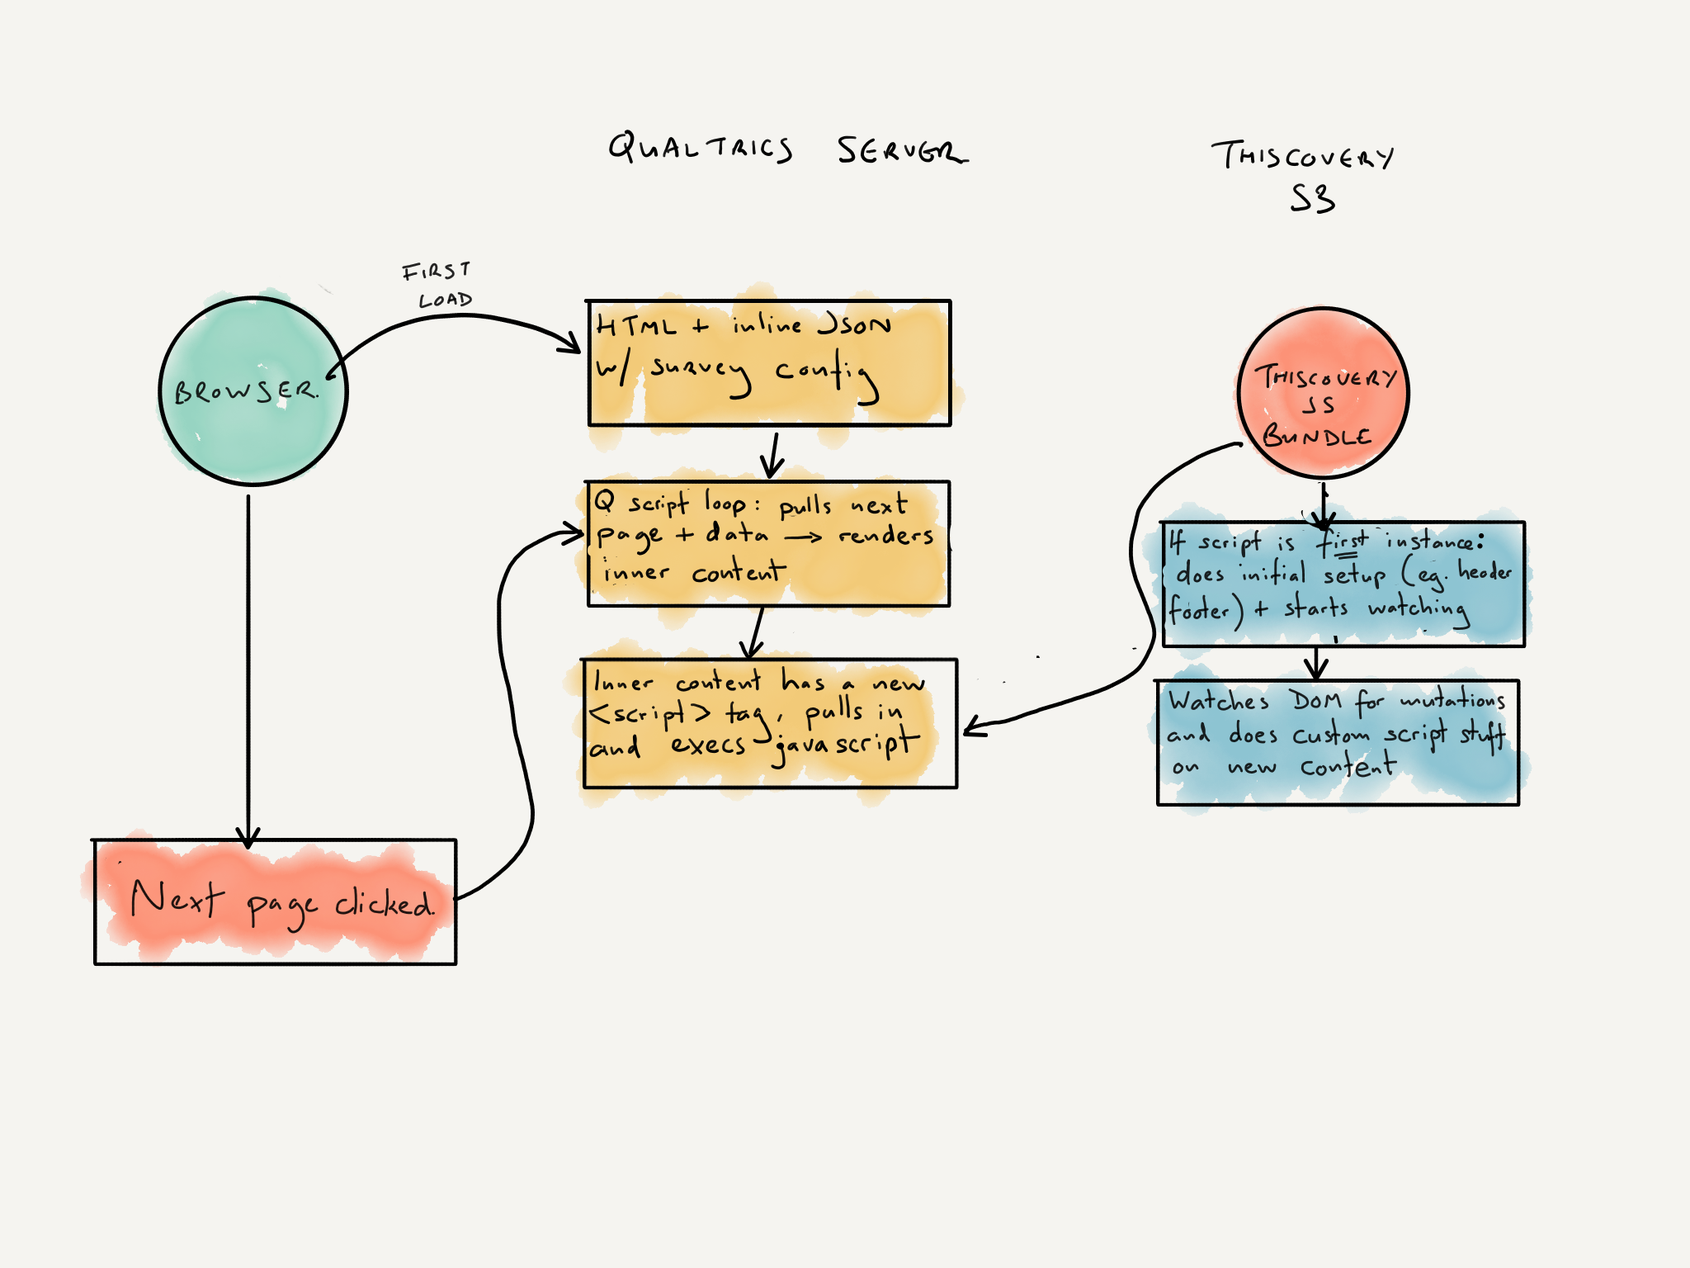 QUALTRICS SERVER
THISCOVERY
S3
FIRST
LOAD
BROWSER.
HTML + inline JSON
w/ survey config
Q script loop: pulls next
page + data → renders
inner content
Inner content has a new
<script> tag, pulls in
and execs javascript
THISCOVERY
JS
BUNDLE
If script is first instance:
does initial setup (eg. header
footer) + starts watching
Watches DOM for mutations
and does custom script stuff
on new content
Next page clicked.